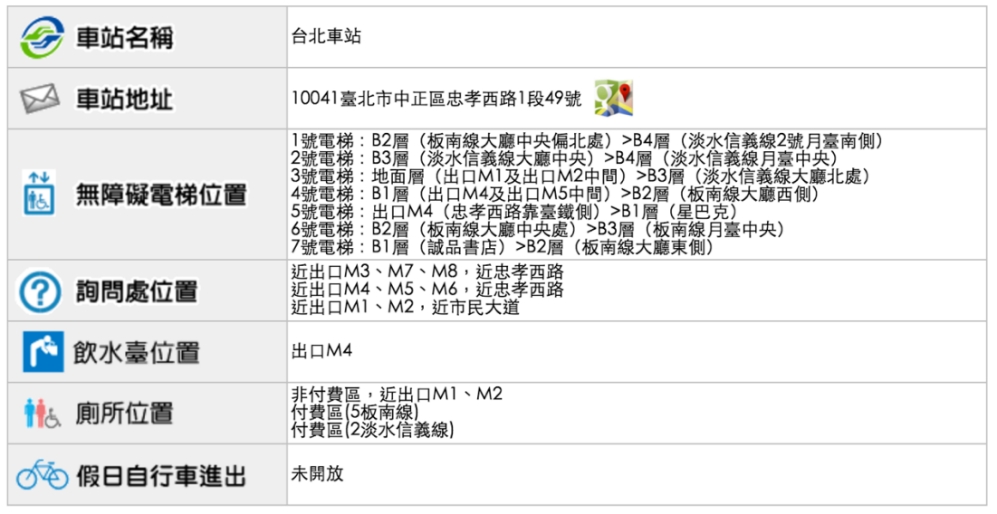 車站名稱
台北車站
車站地址
10041臺北市中正區忠孝西路1段49號
無障礙電梯位置
1號電梯：B2層（板南線大廳中央偏北處）>B4層（淡水信義線2號月臺南側）
2號電梯：B3層（淡水信義線大廳中央）>B4層（淡水信義線月臺中央）
3號電梯：地面層（出口M1及出口M2中間）>B3層（淡水信義線大廳北處）
4號電梯：B1層（出口M4及出口M5中間）>B2層（板南線大廳西側）
5號電梯：出口M4（忠孝西路靠臺鐵側）>B1層（星巴克）
6號電梯：B2層（板南線大廳中央處）>B3層（板南線月臺中央）
7號電梯：B1層（誠品書店）>B2層（板南線大廳東側）
詢問處位置
近出口M3、M7、M8，近忠孝西路
近出口M4、M5、M6，近忠孝西路
近出口M1、M2，近市民大道
飲水臺位置
出口M4
廁所位置
非付費區，近出口M1、M2
付費區(5板南線)
付費區(2淡水信義線)
假日自行車進出
未開放